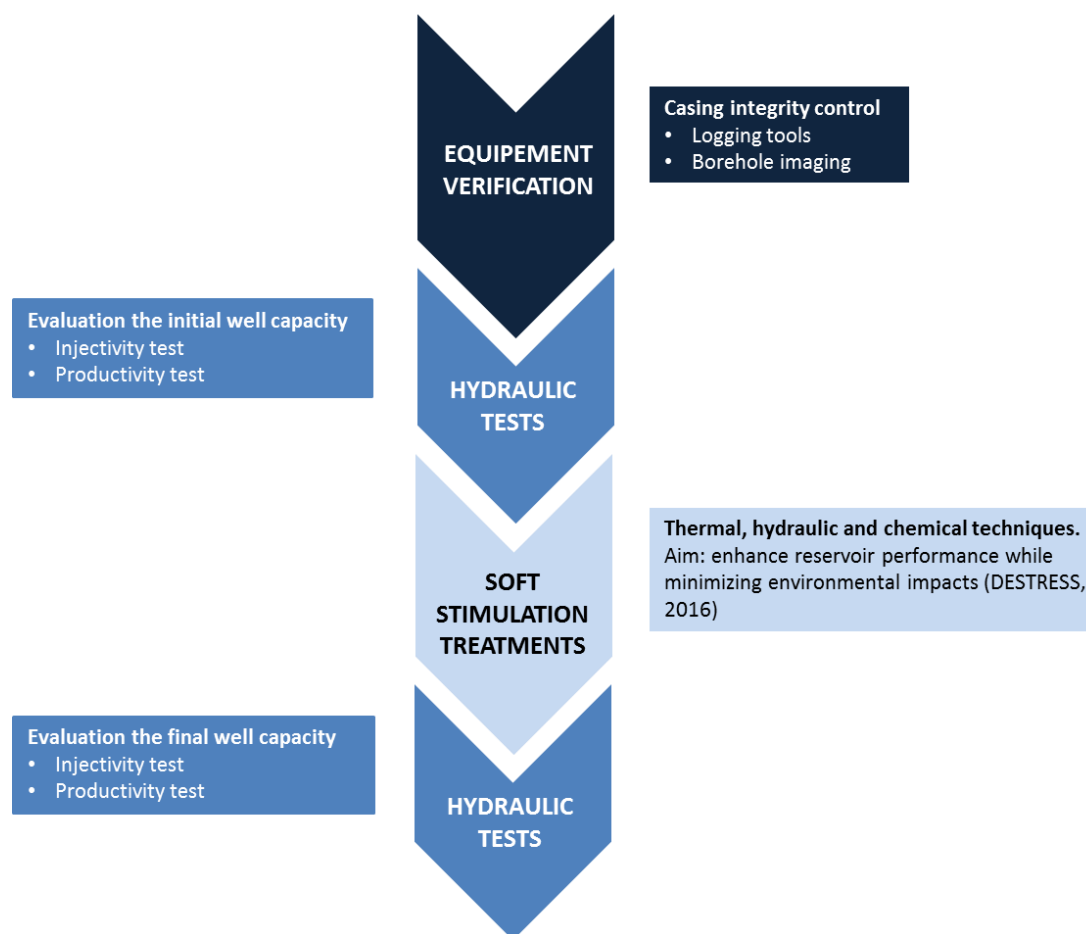 EQUIPEMENT
VERIFICATION
Casing integrity control
• Logging tools
• Borehole imaging
Evaluation the initial well capacity
• Injectivity test
• Productivity test
HYDRAULIC
TESTS
SOFT
STIMULATION
TREATMENTS
Thermal, hydraulic and chemical techniques.
Aim: enhance reservoir performance while
minimizing environmental impacts (DESTRESS,
2016)
Evaluation the final well capacity
• Injectivity test
• Productivity test
HYDRAULIC
TESTS